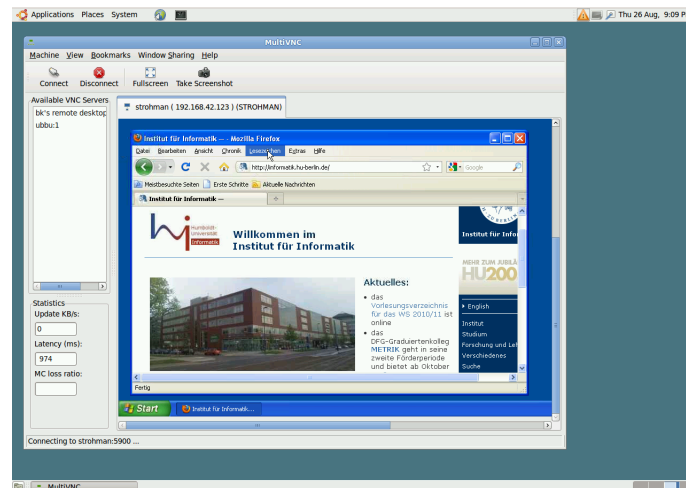 Applications Places System
Thu 26 Aug, 9:09 P
MultiVNC
Machine View Bookmarks Window Sharing Help
Connect Disconnect Fullscreen Take Screenshot
Available VNC Servers
bk's remote desktop
ubbu:1
strohman ( 192.168.42.123 ) (STROHMAN)
Institut für Informatik — - Mozilla Firefox
Datei Bearbeiten Ansicht Chronik Lesezeichen Extras Hilfe
http://informatik.hu-berlin.de/
Google
Meistbesuchte Seiten Erste Schritte Aktuelle Nachrichten
Institut für Informatik —
Humboldt-
Universität
Informatik
Willkommen im
Institut für Informatik
Institut für Infor
MEHR ZUM JUBILÄ
HU200
Aktuelles:
das
Vorlesungsverzeichnis
für das WS 2010/11 ist
online
das
DFG-Graduiertenkolleg
METRIK geht in seine
zweite Förderperiode
und bietet ab Oktober
English
Institut
Studium
Forschung und Leh
Verschiedenes
Suche
Fertig
Start
Institut für Informatik...
Statistics
Update KB/s:
0
Latency (ms):
974
MC loss ratio:
Connecting to strohman:5900 ...
MultiVNC